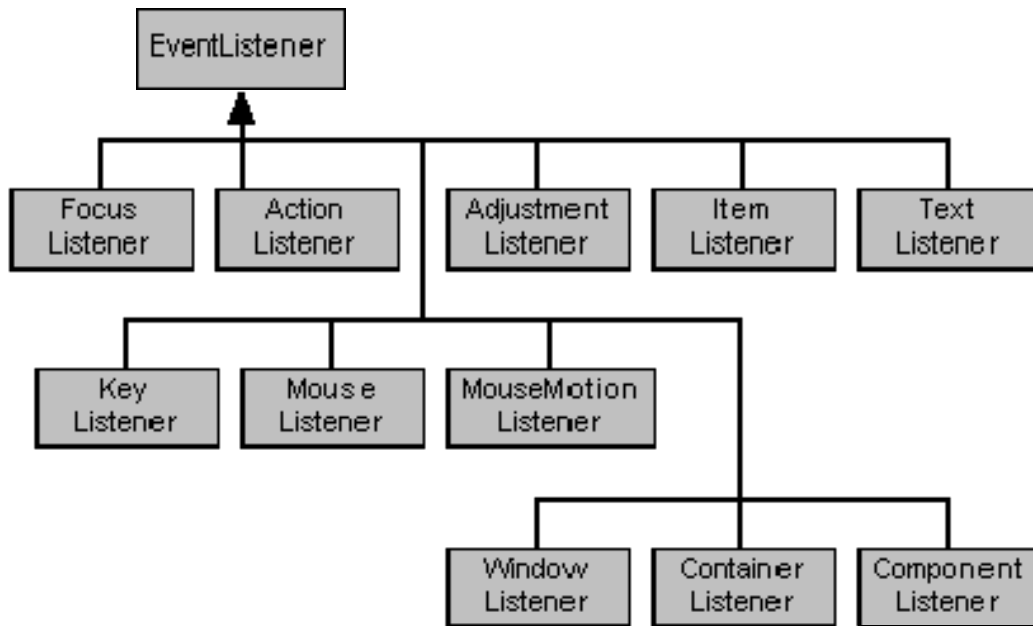 EventListener
Focus
Listener
Action
Listener
Adjustment
Listener
Item
Listener
Text
Listener
Key
Listener
Mouse
Listener
MouseMotion
Listener
Window
Listener
Container
Listener
Component
Listener